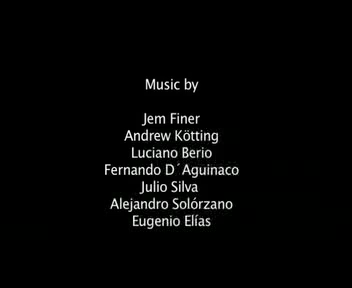 Music by
Jem Finer
Andrew Kötting
Luciano Berio
Fernando D´Aguinaco
Julio Silva
Alejandro Solórzano
Eugenio Elías